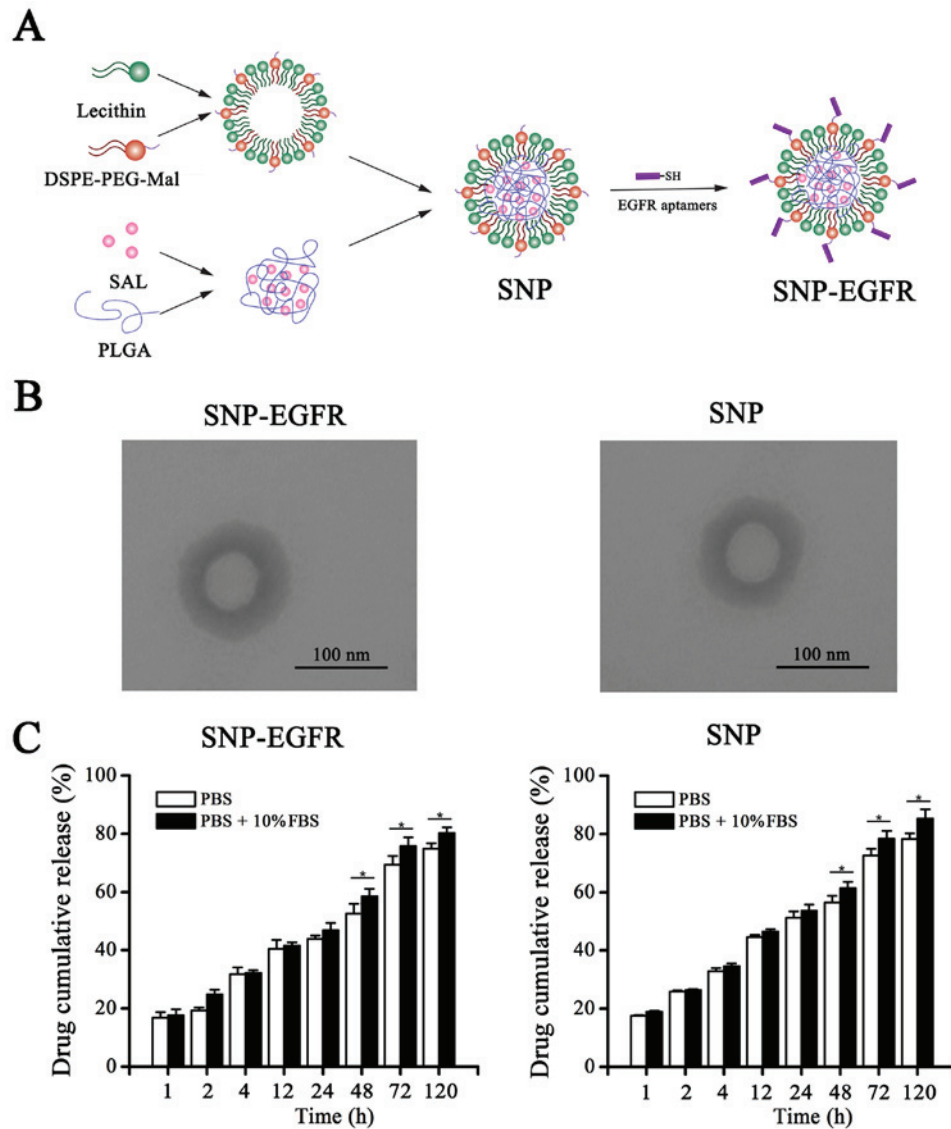 A
Lecithin
DSPE-PEG-Mal
SAL
PLGA
SNP
-SH
EGFR aptamers
SNP-EGFR
B
SNP-EGFR
SNP
100 nm
100 nm
C
SNP-EGFR
Drug cumulative release (%)
100
80
60
40
20
0
PBS
PBS + 10%FBS
* * *
1 2 4 12 24 48 72 120
Time (h)
SNP
Drug cumulative release (%)
100
80
60
40
20
0
PBS
PBS + 10%FBS
* * *
1 2 4 12 24 48 72 120
Time (h)